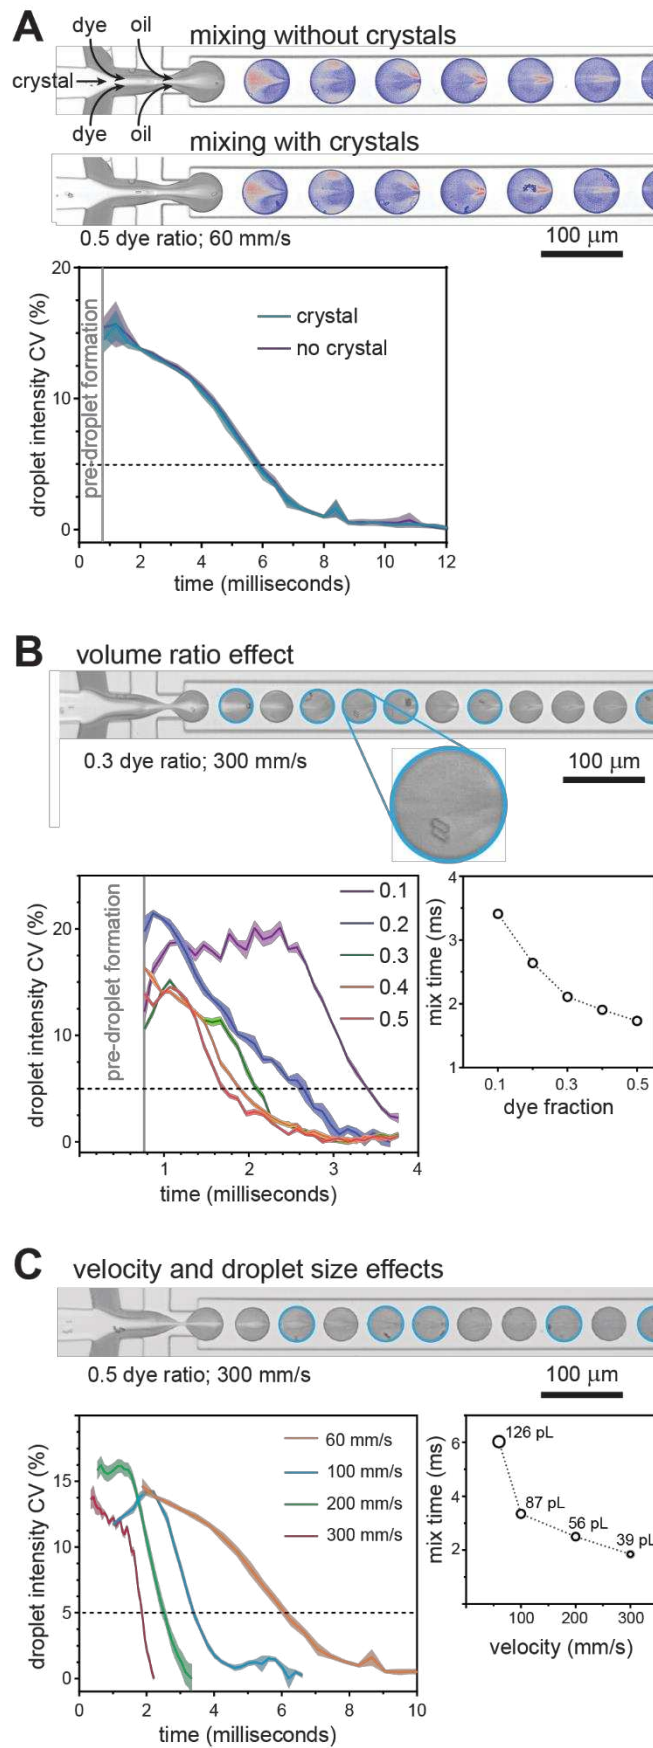 A
dye oil
mixing without crystals
crystal
dye oil
mixing with crystals
0.5 dye ratio; 60 mm/s
100 µm
droplet intensity CV (%)
20
10
0
pre-droplet formation
crystal
no crystal
0 2 4 6 8 10 12
time (milliseconds)
B volume ratio effect
0.3 dye ratio; 300 mm/s
100 µm
droplet intensity CV (%)
20
10
0
pre-droplet formation
0.1
0.2
0.3
0.4
0.5
1 2 3 4
time (milliseconds)
mix time (ms)
4
3
2
1
0.1 0.3 0.5
dye fraction
C velocity and droplet size effects
0.5 dye ratio; 300 mm/s
100 µm
droplet intensity CV (%)
15
10
5
0
60 mm/s
100 mm/s
200 mm/s
300 mm/s
0 2 4 6 8 10
time (milliseconds)
mix time (ms)
6
4
2
126 pL
87 pL
56 pL
39 pL
100 200 300
velocity (mm/s)